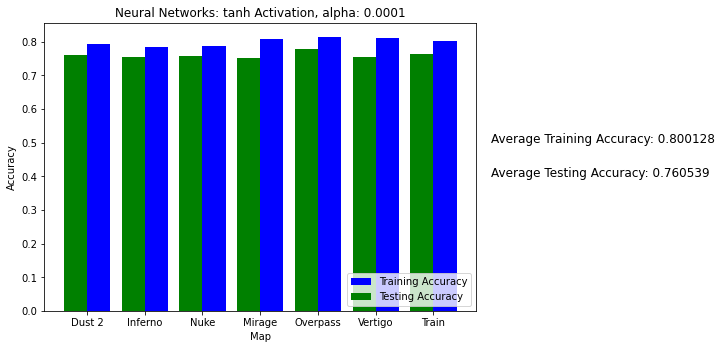 Neural Networks: tanh Activation, alpha: 0.0001
0.8
0.7
0.6
0.5
0.4
0.3
0.2
0.1
0.0
Accuracy
Average Training Accuracy: 0.800128
Average Testing Accuracy: 0.760539
Training Accuracy
Testing Accuracy
Dust 2 Inferno Nuke Mirage Overpass Vertigo Train
Map